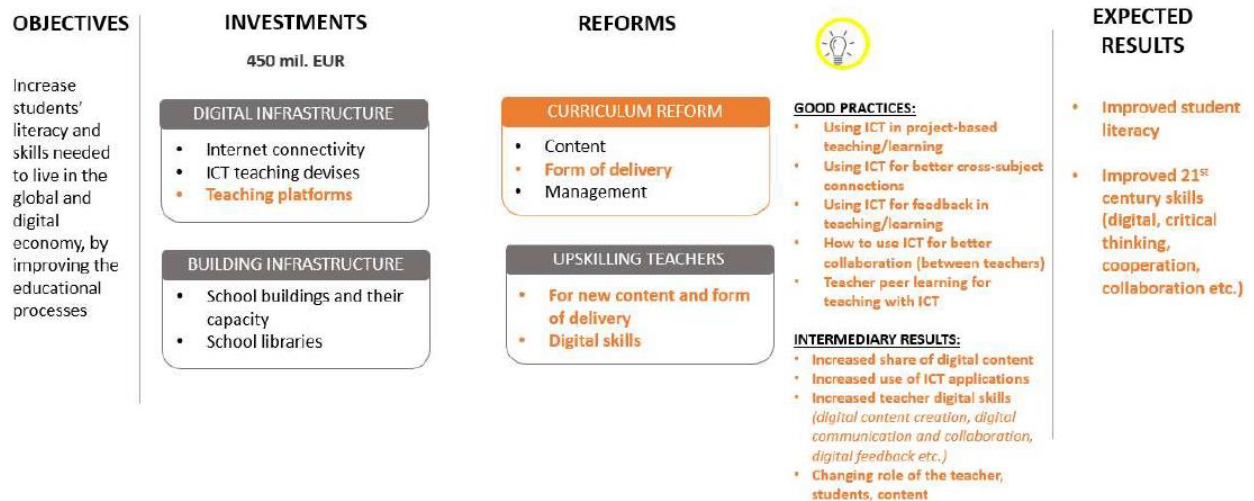 OBJECTIVES
Increase
students'
literacy and
skills needed
to live in the
global and
digital
economy, by
improving the
educational
processes
INVESTMENTS
450 mil. EUR
DIGITAL INFRASTRUCTURE
• Internet connectivity
• ICT teaching devises
• Teaching platforms
BUILDING INFRASTRUCTURE
• School buildings and their
capacity
• School libraries
REFORMS
CURRICULUM REFORM
• Content
• Form of delivery
• Management
UPSKILLING TEACHERS
• For new content and form
of delivery
• Digital skills
GOOD PRACTICES:
• Using ICT in project-based
teaching/learning
• Using ICT for better cross-subject
connections
• Using ICT for feedback in
teaching/learning
• How to use ICT for better
collaboration (between teachers)
• Teacher peer learning for
teaching with ICT
INTERMEDIARY RESULTS:
• Increased share of digital content
• Increased use of ICT applications
• Increased teacher digital skills
(digital content creation, digital
communication and collaboration,
digital feedback etc.)
• Changing role of the teacher,
students, content
EXPECTED
RESULTS
• Improved student
literacy
• Improved 21st
century skills
(digital, critical
thinking,
cooperation,
collaboration etc.)